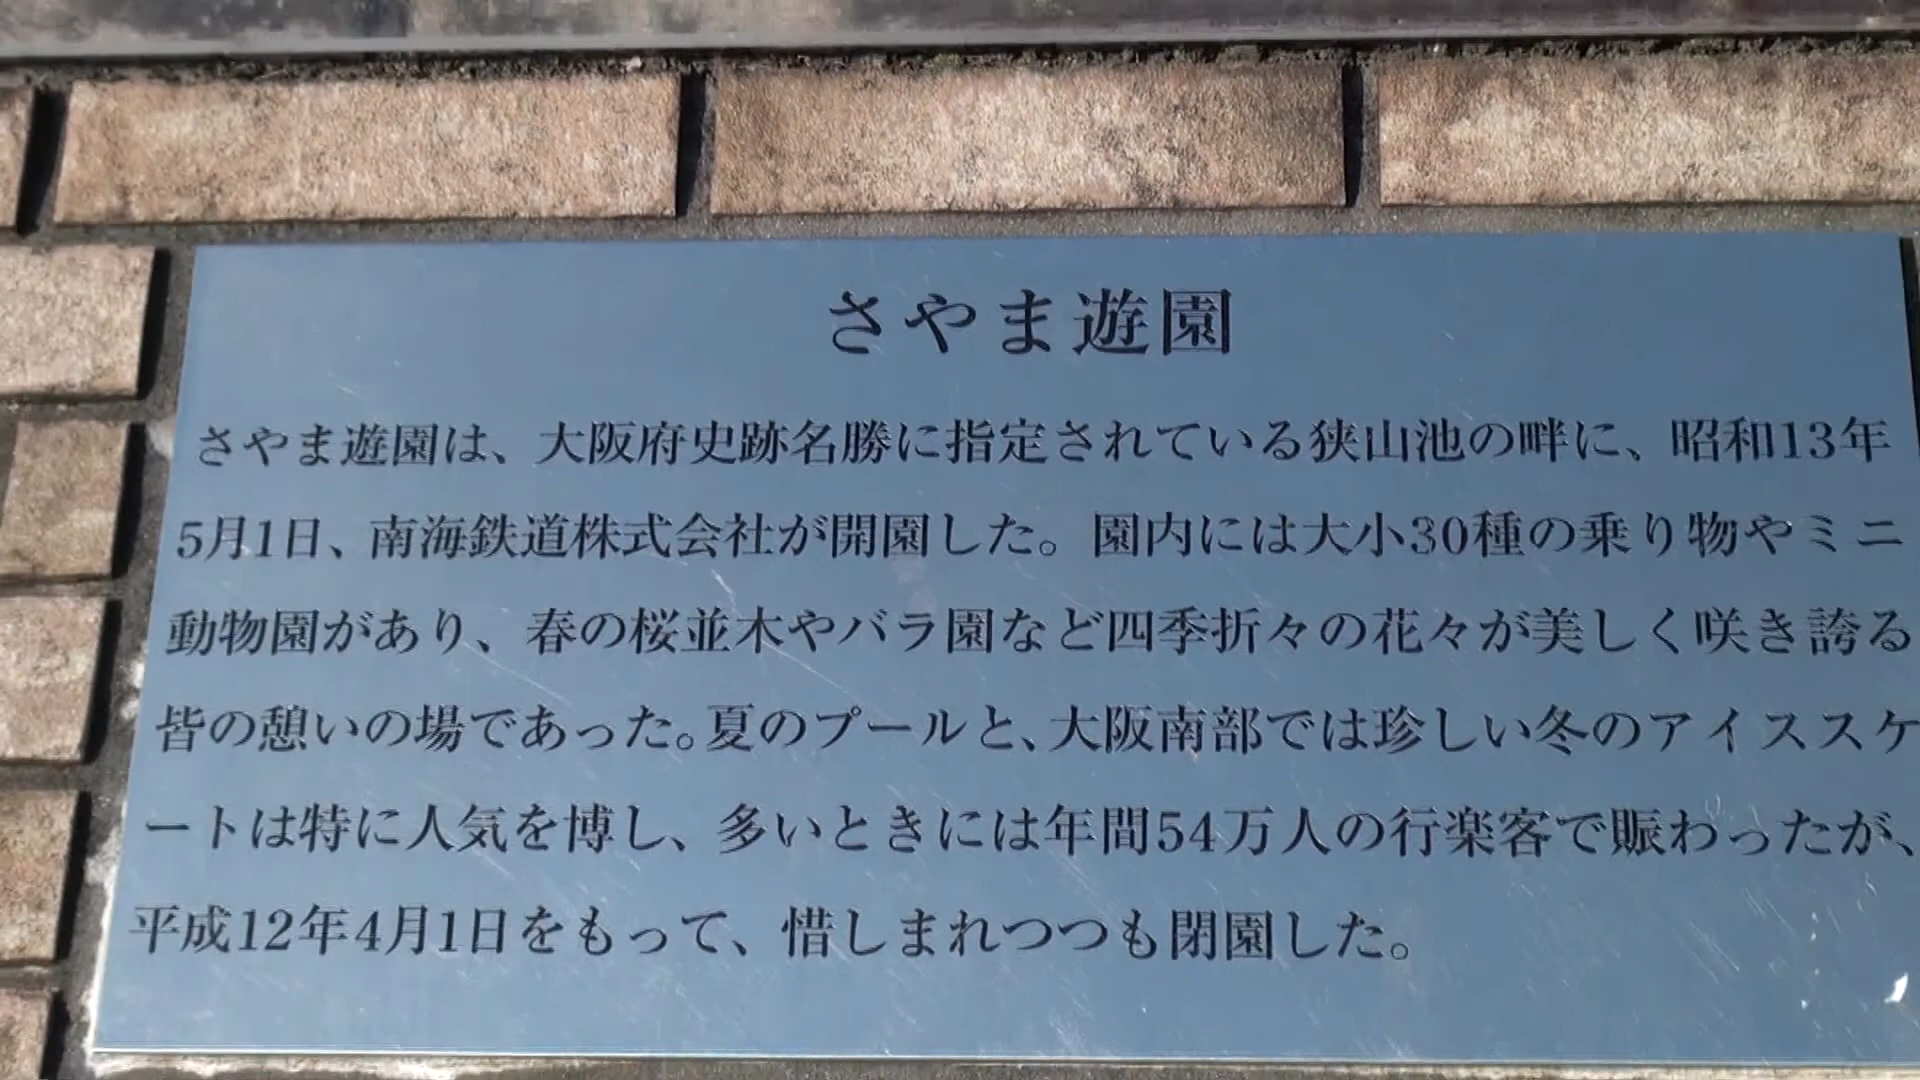 さやま遊園
さやま遊園は、大阪府史跡名勝に指定されている狭山池の畔に、昭和13年
5月1日、南海鉄道株式会社が開園した。園内には大小30種の乗り物やミニ
動物園があり、春の桜並木やバラ園など四季折々の花々が美しく咲き誇る
皆の憩いの場であった。夏のプールと、大阪南部では珍しい冬のアイススケ
ートは特に人気を博し、多いときには年間54万人の行楽客で賑わったが、
平成12年4月1日をもって、惜しまれつつも閉園した。